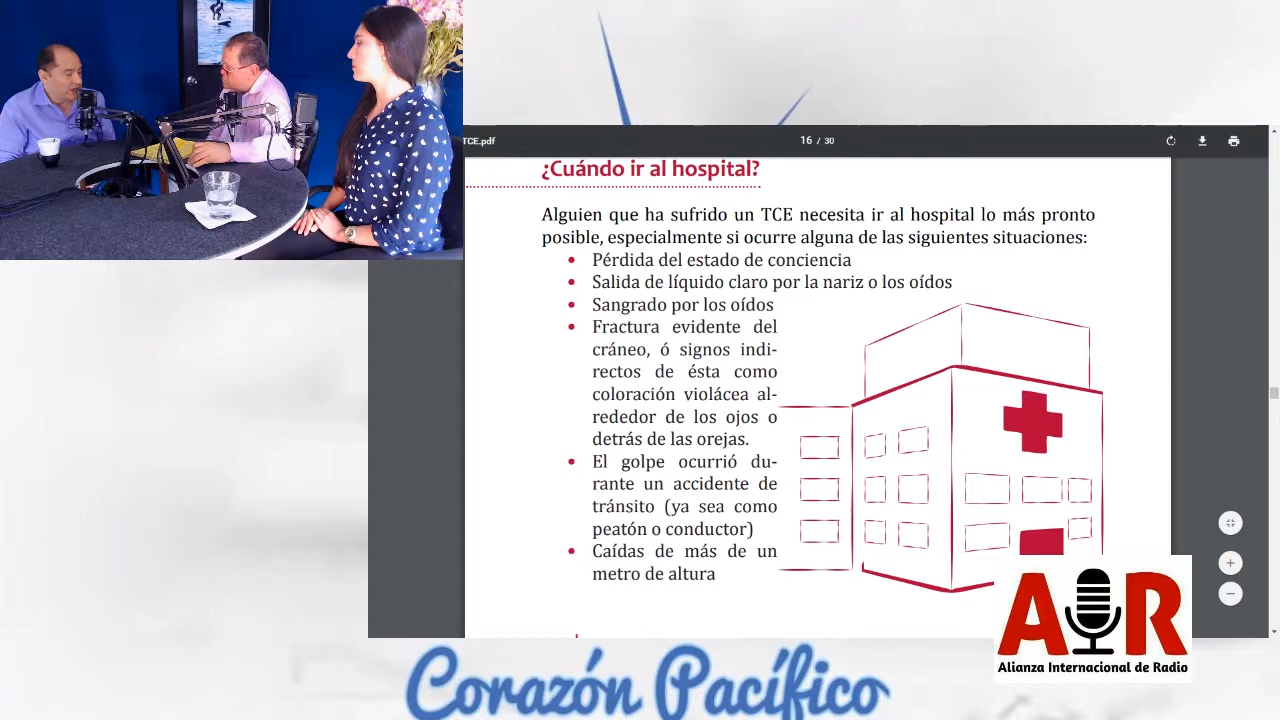 TCE.pdf
16 / 30
¿Cuándo ir al hospital?
Alguien que ha sufrido un TCE necesita ir al hospital lo más pronto
posible, especialmente si ocurre alguna de las siguientes situaciones:
• Pérdida del estado de conciencia
• Salida de líquido claro por la nariz o los oídos
• Sangrado por los oídos
• Fractura evidente del
cráneo, ó signos indi-
rectos de ésta como
coloración violácea al-
rededor de los ojos o
detrás de las orejas.
• El golpe ocurrió du-
rante un accidente de
tránsito (ya sea como
peatón o conductor)
• Caídas de más de un
metro de altura
AIR
Alianza Internacional de Radio
Corazón Pacífico